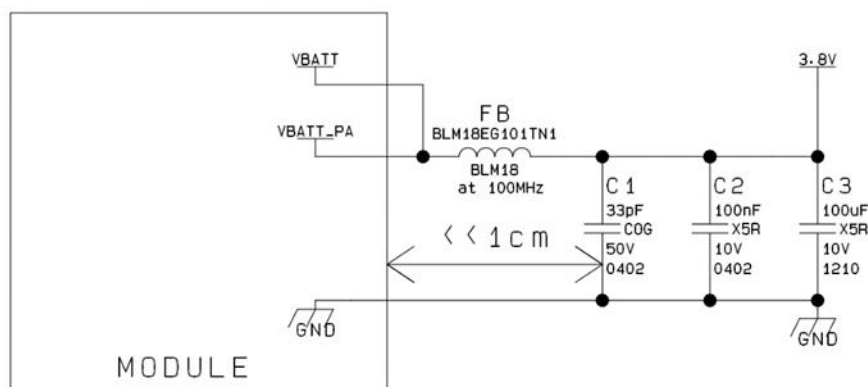 VBATT
3.8V
FB
BLM18EG101TN1
VBATT_PA
BLM18
at 100MHz
C1
33pF
COG
50V
0402
C2
100nF
X5R
10V
0402
C3
100uF
X5R
10V
1210
<<1cm
GND
GND
MODULE